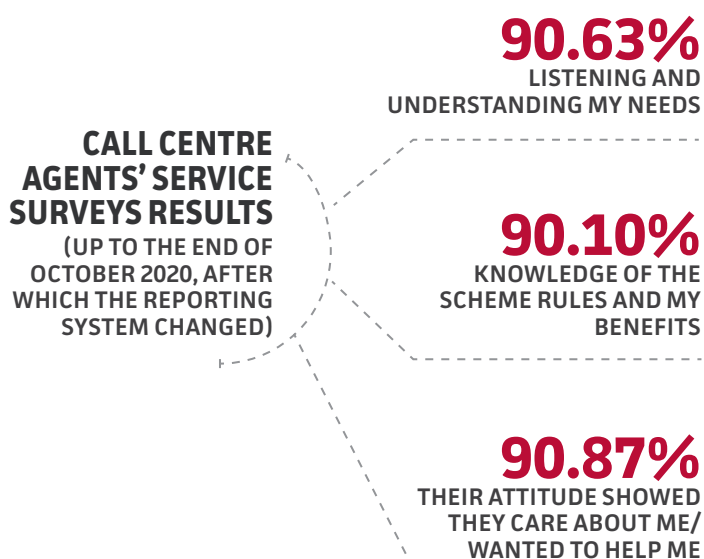 CALL CENTRE
AGENTS’ SERVICE
SURVEYS RESULTS
(UP TO THE END OF
OCTOBER 2020, AFTER
WHICH THE REPORTING
SYSTEM CHANGED)
90.63%
LISTENING AND
UNDERSTANDING MY NEEDS
90.10%
KNOWLEDGE OF THE
SCHEME RULES AND MY
BENEFITS
90.87%
THEIR ATTITUDE SHOWED
THEY CARE ABOUT ME/
WANTED TO HELP ME